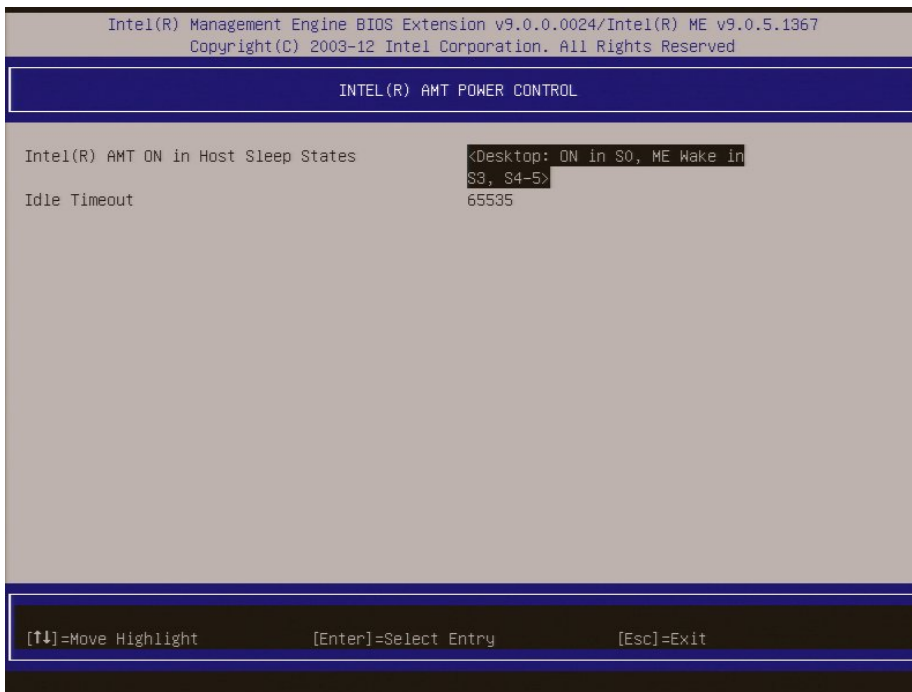 Intel(R) Management Engine BIOS Extension v9.0.0.0024/Intel(R) ME v9.0.5.1367
Copyright(C) 2003-12 Intel Corporation. All Rights Reserved
INTEL(R) AMT POWER CONTROL
Intel(R) AMT ON in Host Sleep States <Desktop: ON in S0, ME Wake in
S3, S4-5>
Idle Timeout 65535
[↑↓]=Move Highlight [Enter]=Select Entry [Esc]=Exit